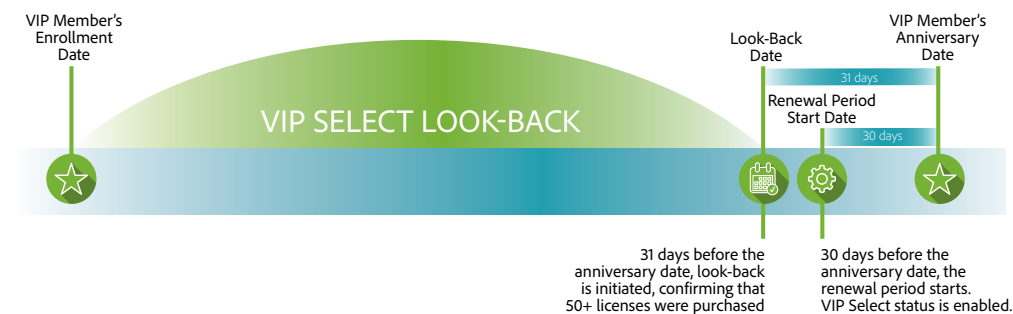 VIP Member's
Enrollment
Date
Look-Back
Date
VIP Member's
Anniversary
Date
31 days
Renewal Period
Start Date
30 days
VIP SELECT LOOK-BACK
31 days before the
anniversary date, look-back
is initiated, confirming that
50+ licenses were purchased
30 days before the
anniversary date, the
renewal period starts.
VIP Select status is enabled.